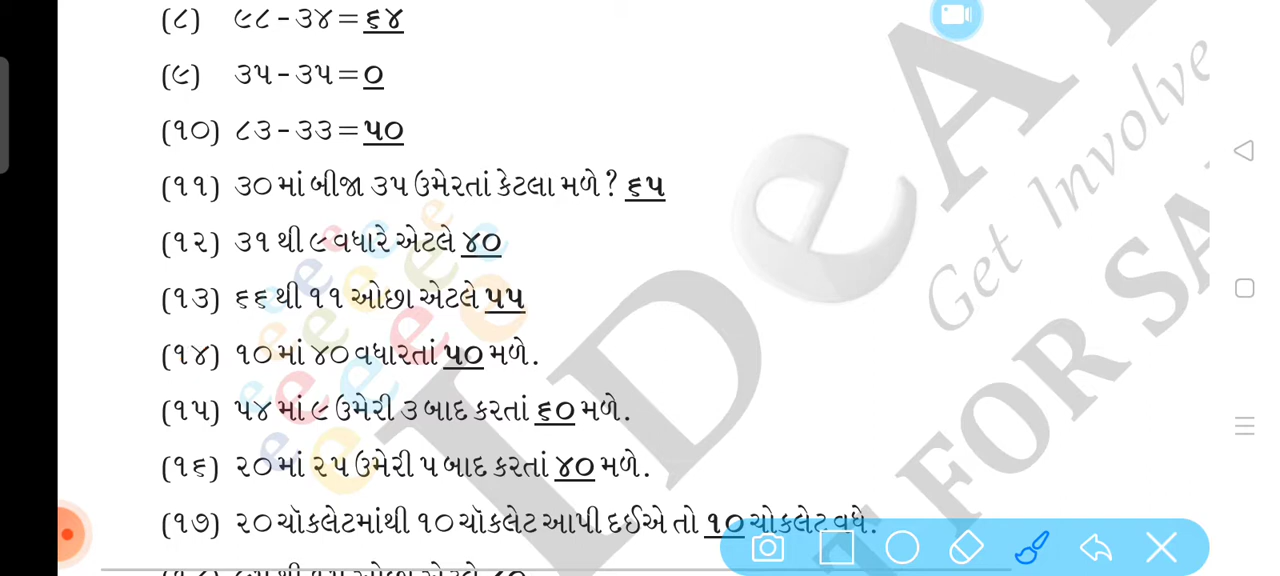 (૮) ૯૮ - ૩૪ = ૬૪
(૯) ૩૫ - ૩૫ = ૦
(૧૦) ૮૩ - ૩૩ = ૫૦
(૧૧) ૩૦ માં બીજા ૩૫ ઉમેરતાં કેટલા મળે ? ૬૫
(૧૨) ૩૧ થી ૯ વધારે એટલે ૪૦
(૧૩) ૬૬ થી ૧૧ ઓછા એટલે ૫૫
(૧૪) ૧૦ માં ૪૦ વધારતાં ૫૦ મળે.
(૧૫) ૫૪ માં ૯ ઉમેરી ૩ બાદ કરતાં ૬૦ મળે.
(૧૬) ૨૦ માં ૨૫ ઉમેરી ૫ બાદ કરતાં ૪૦ મળે.
(૧૭) ૨૦ ચૉકલેટમાંથી ૧૦ ચૉકલેટ આપી દઈએ તો ૧૦ ચોકલેટ વધે.
IDeA
Get Involve
T FOR SA